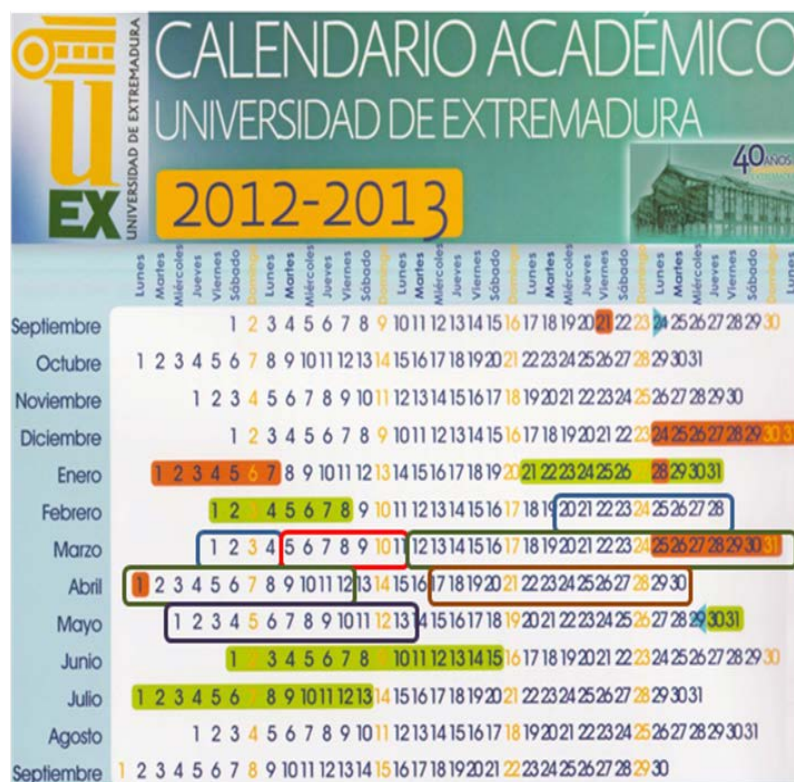 UNIVERSIDAD DE EXTREMADURA
uEX
CALENDARIO ACADÉMICO
UNIVERSIDAD DE EXTREMADURA
2012-2013
40 AÑOS
EXTREMADURA
Lunes Martes Miércoles Jueves Viernes Sábado Domingo Lunes Martes Miércoles Jueves Viernes Sábado Domingo Lunes Martes Miércoles Jueves Viernes Sábado Domingo Lunes Martes Miércoles Jueves Viernes Sábado Domingo Lunes Martes Miércoles Jueves Viernes Sábado Domingo Lunes
Septiembre 1 2 3 4 5 6 7 8 9 10 11 12 13 14 15 16 17 18 19 20 21 22 23 24 25 26 27 28 29 30
Octubre 1 2 3 4 5 6 7 8 9 10 11 12 13 14 15 16 17 18 19 20 21 22 23 24 25 26 27 28 29 30 31
Noviembre 1 2 3 4 5 6 7 8 9 10 11 12 13 14 15 16 17 18 19 20 21 22 23 24 25 26 27 28 29 30
Diciembre 1 2 3 4 5 6 7 8 9 10 11 12 13 14 15 16 17 18 19 20 21 22 23 24 25 26 27 28 29 30 31
Enero 1 2 3 4 5 6 7 8 9 10 11 12 13 14 15 16 17 18 19 20 21 22 23 24 25 26 28 29 30 31
Febrero 1 2 3 4 5 6 7 8 9 10 11 12 13 14 15 16 17 18 19 20 21 22 23 24 25 26 27 28
Marzo 1 2 3 4 5 6 7 8 9 10 11 12 13 14 15 16 17 18 19 20 21 22 23 24 25 26 27 28 29 30 31
Abril 1 2 3 4 5 6 7 8 9 10 11 12 13 14 15 16 17 18 19 20 21 22 23 24 25 26 27 28 29 30
Mayo 1 2 3 4 5 6 7 8 9 10 11 12 13 14 15 16 17 18 19 20 21 22 23 24 25 26 27 28 29 30 31
Junio 1 2 3 4 5 6 7 8 10 11 12 13 14 15 16 17 18 19 20 21 22 23 24 25 26 27 28 29 30
Julio 1 2 3 4 5 6 7 8 9 10 11 12 13 14 15 16 17 18 19 20 21 22 23 24 25 26 27 28 29 30 31
Agosto 1 2 3 4 5 6 7 8 9 10 11 12 13 14 15 16 17 18 19 20 21 22 23 24 25 26 27 28 29 30 31
Septiembre 1 2 3 4 5 6 7 8 9 10 11 12 13 14 15 16 17 18 19 20 21 22 23 24 25 26 27 28 29 30